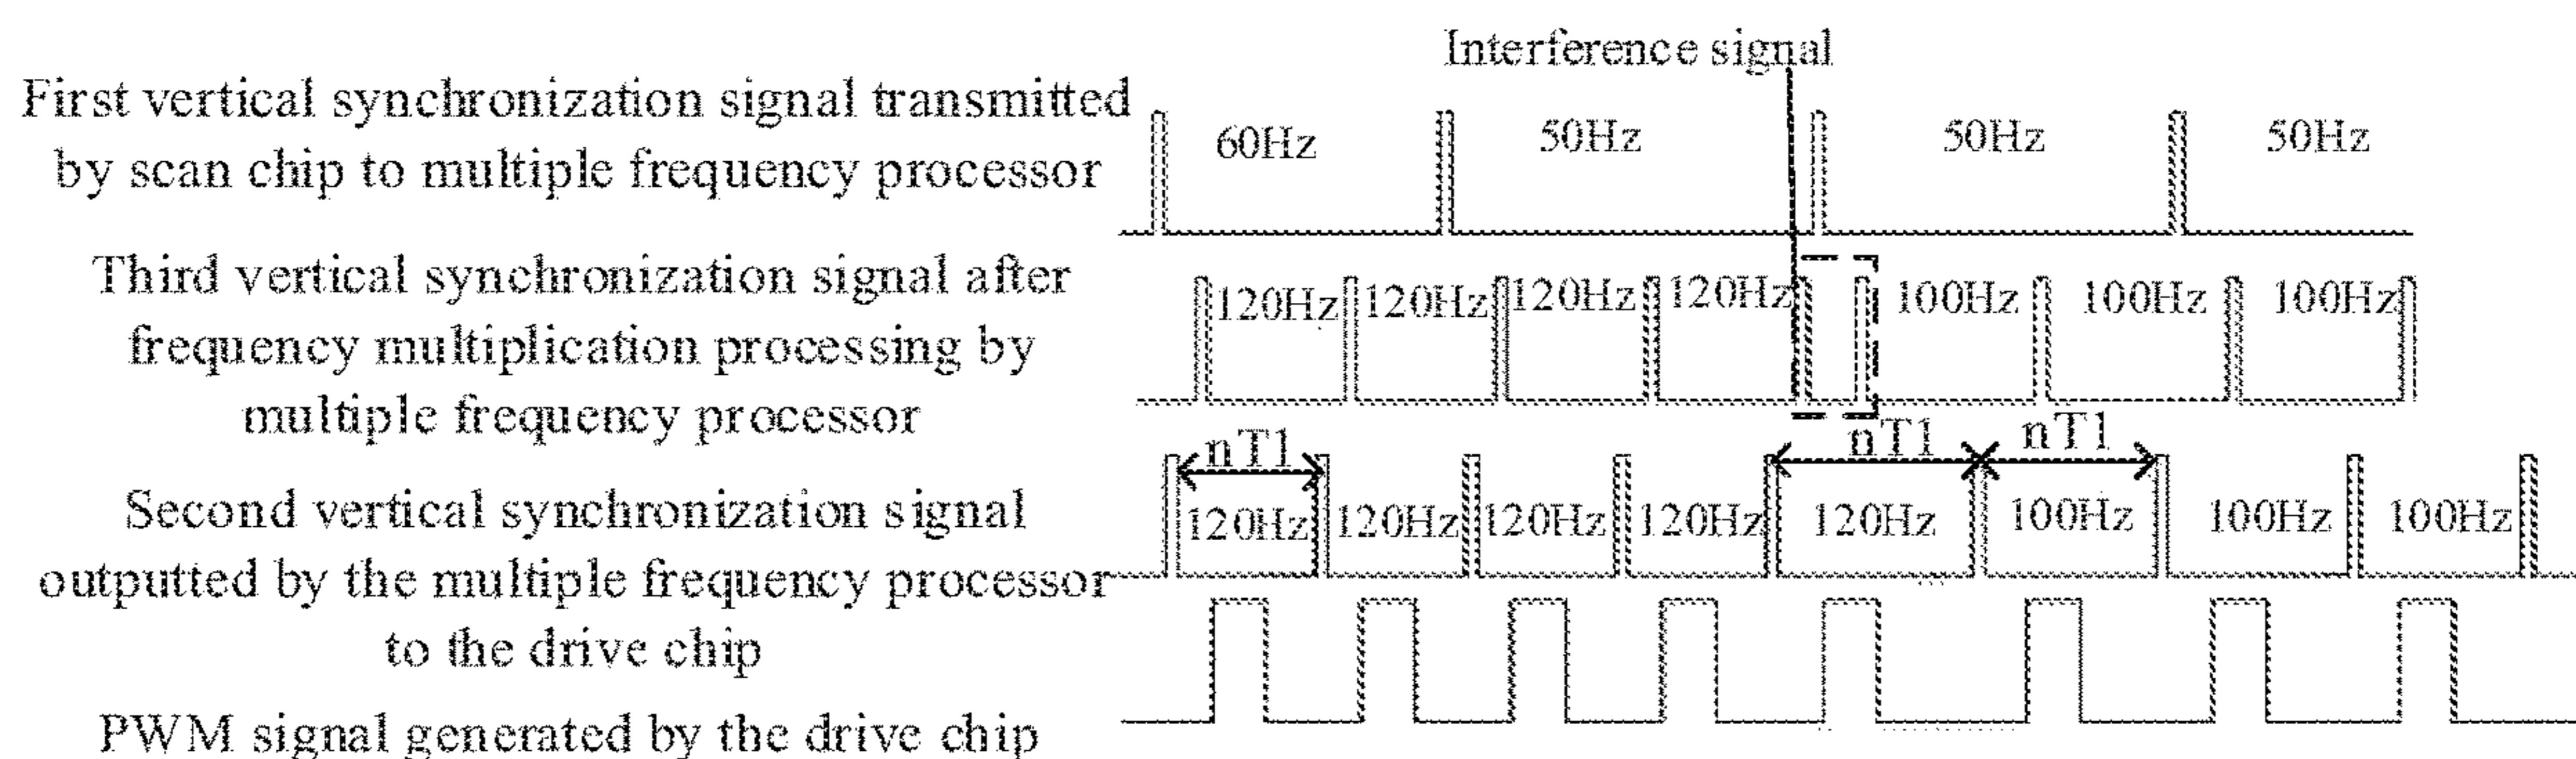 Interference signal
First vertical synchronization signal transmitted
by scan chip to multiple frequency processor
60Hz 50Hz 50Hz 50Hz
Third vertical synchronization signal after
frequency multiplication processing by
multiple frequency processor
120Hz 120Hz 120Hz 120Hz 100Hz 100Hz 100Hz
nT1 nT1 nT1
Second vertical synchronization signal
outputted by the multiple frequency processor
to the drive chip
120Hz 120Hz 120Hz 120Hz 120Hz 100Hz 100Hz 100Hz
PWM signal generated by the drive chip